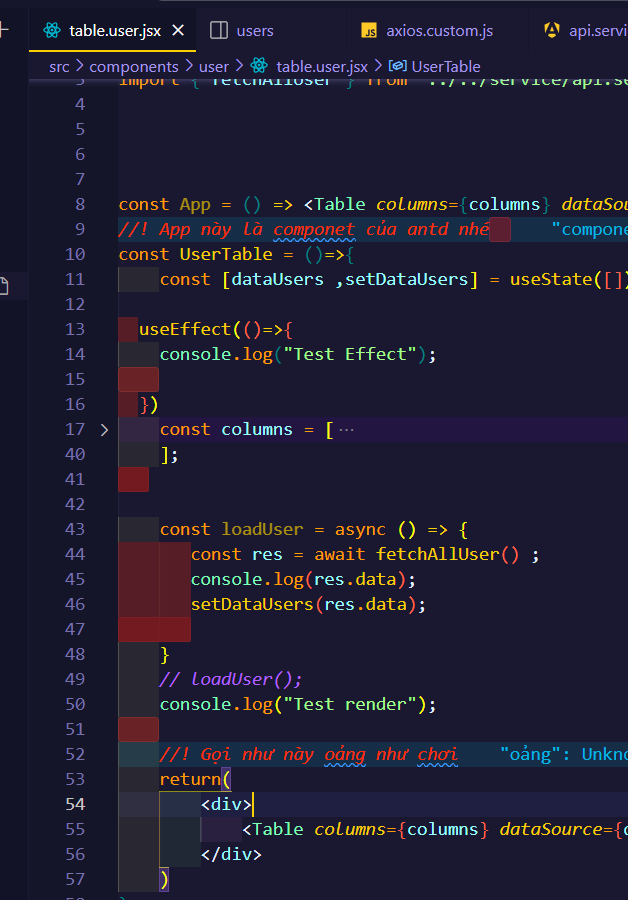 table.user.jsx users axios.custom.js api.servi
src > components > user > table.user.jsx > UserTable
3 import { fetchAllUser } from '../../service/api.se
4
5
6
7
8 const App = () => <Table columns={columns} dataSou
9 //! App này là componet của antd nhé "compone
10 const UserTable = ()=>{
11 const [dataUsers ,setDataUsers] = useState([])
12
13 useEffect(()=>{
14 console.log("Test Effect");
15
16 })
17 const columns = [ ...
40 ];
41
42
43 const loadUser = async () => {
44 const res = await fetchAllUser() ;
45 console.log(res.data);
46 setDataUsers(res.data);
47
48 }
49 // loadUser();
50 console.log("Test render");
51
52 //! Gọi như này oảng như chơi "oảng": Unkno
53 return(
54 <div>
55 <Table columns={columns} dataSource={d
56 </div>
57 )